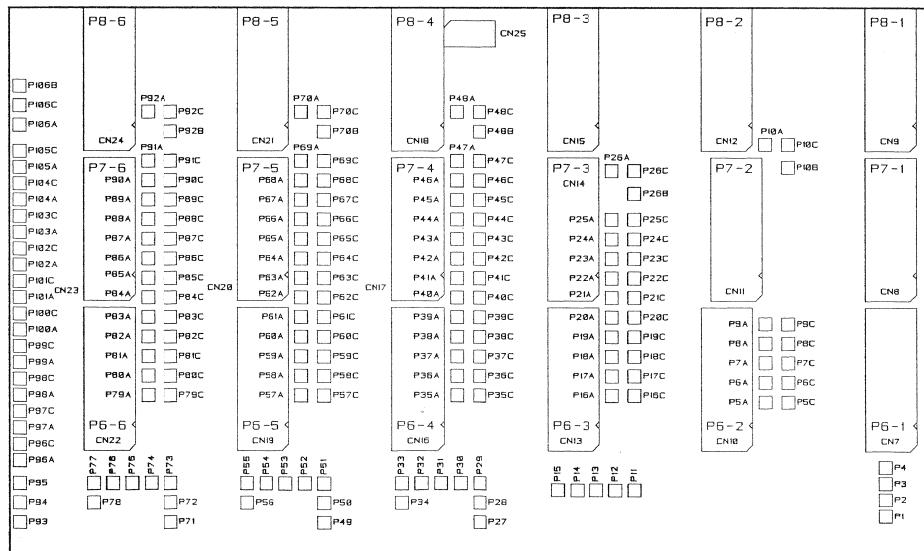 P8-6 P8-5 P8-4 P8-3 P8-2 P8-1
CN25
P106B
P92A P70A P48A
P106C P92C P70C P48C
P106A P92B P70B P48B
CN24 CN21 CN18 CN15 CN12 P10A CN9
P10C
P105C P91A P69A P47A P26A
P105A P91C P69C P47C P10B
P7-6 P7-5 P7-4 P7-3 P7-2 P7-1
P26C
P104C P90A P90C P68A P68C P46A P46C CN14
P104A P89A P89C P67A P67C P45A P45C P26B
P103C P88A P88C P66A P66C P44A P44C P25A P25C
P103A P87A P87C P65A P65C P43A P43C P24A P24C
P102C P86A P86C P64A P64C P42A P42C P23A P23C
P102A
P101C P85A P85C P63A P63C P41A P41C P22A P22C
CN23 CN20 CN17 CN11 CN8
P101A P84A P84C P62A P62C P40A P40C P21A P21C
P100C P83A P83C P61A P61C P39A P39C P20A P20C P9A P9C
P100A P82A P82C P60A P60C P38A P38C P19A P19C P8A P8C
P99C
P99A P81A P81C P59A P59C P37A P37C P18A P18C P7A P7C
P98C P80A P80C P58A P58C P36A P36C P17A P17C P6A P6C
P98A P79A P79C P57A P57C P35A P35C P16A P16C P5A P5C
P97C
P97A P6-6 P6-5 P6-4 P6-3 P6-2 P6-1
P96C CN22 CN19 CN16 CN13 CN10 CN7
P96A
P77 P76 P75 P74 P73 P55 P54 P53 P52 P51 P33 P32 P31 P30 P29 P15 P14 P13 P12 P11 P4
P95 P3
P94 P78 P72 P56 P50 P34 P28 P2
P93 P71 P49 P27 P1